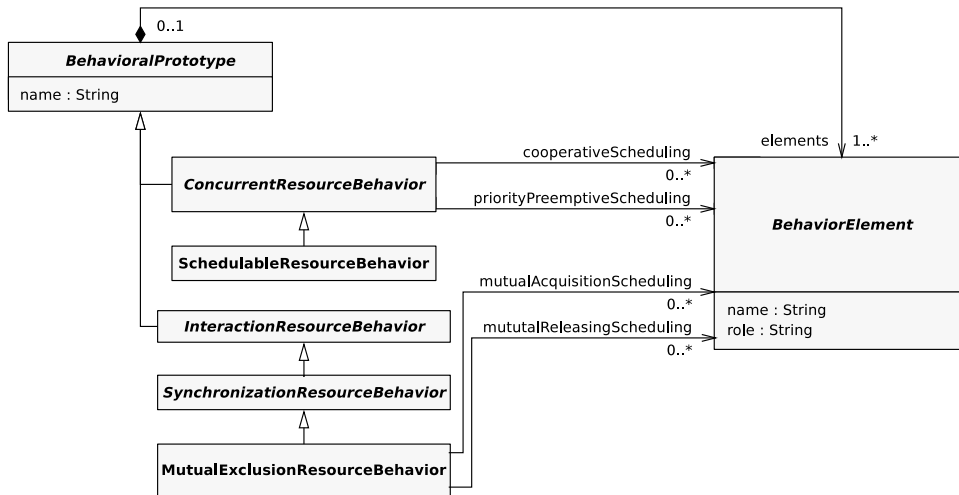 0..1
BehavioralPrototype
name : String
elements 1..*
cooperativeScheduling
0..*
ConcurrentResourceBehavior
priorityPreemptiveScheduling
0..*
BehaviorElement
SchedulableResourceBehavior
mutualAcquisitionScheduling
0..*
name : String
role : String
InteractionResourceBehavior
mututalReleasingScheduling
0..*
SynchronizationResourceBehavior
MutualExclusionResourceBehavior